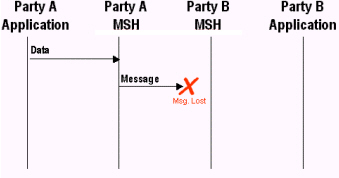 Party A Application
Party A MSH
Party B MSH
Party B Application
Data
Message
Msg. Lost